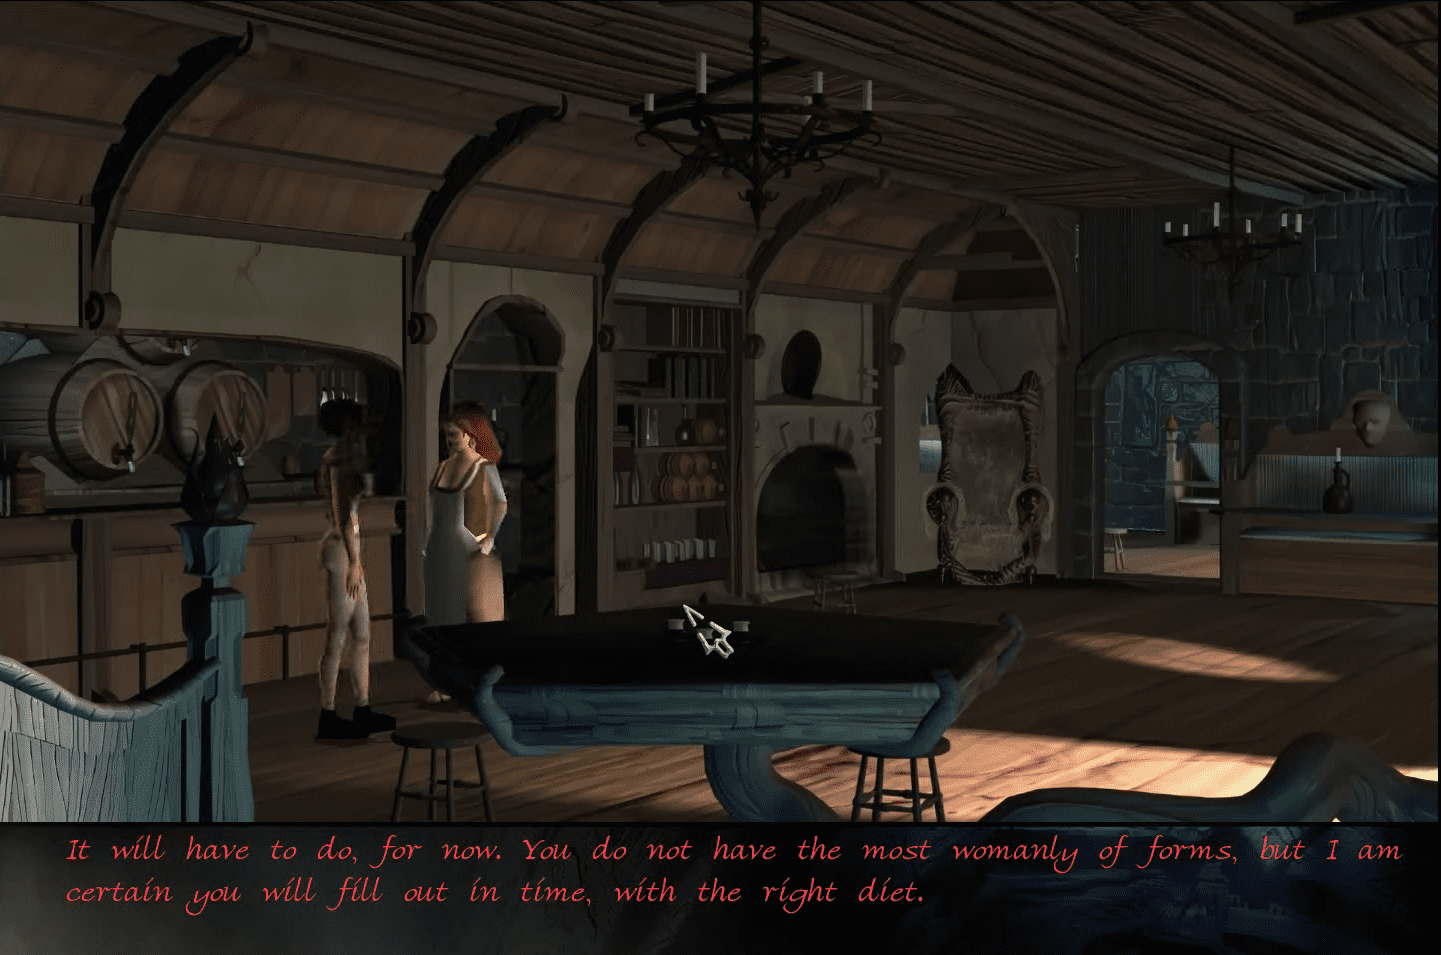 It will have to do, for now. You do not have the most womanly of forms, but I am
certain you will fill out in time, with the right diet.